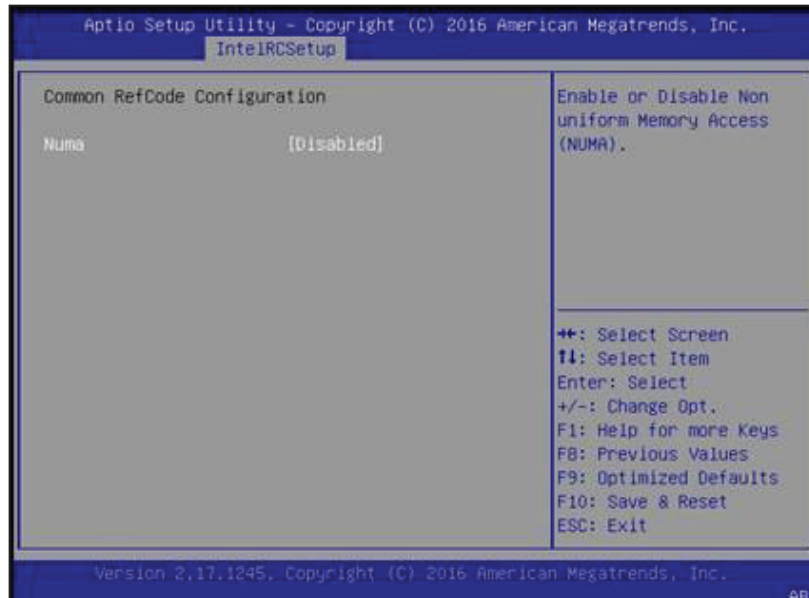 Aptio Setup Utility – Copyright (C) 2016 American Megatrends, Inc.
IntelRCSetup
Common RefCode Configuration
Numa [Disabled]
Enable or Disable Non
uniform Memory Access
(NUMA).
→←: Select Screen
↑↓: Select Item
Enter: Select
+/-: Change Opt.
F1: Help for more Keys
F8: Previous Values
F9: Optimized Defaults
F10: Save & Reset
ESC: Exit
Version 2.17.1245. Copyright (C) 2016 American Megatrends, Inc.